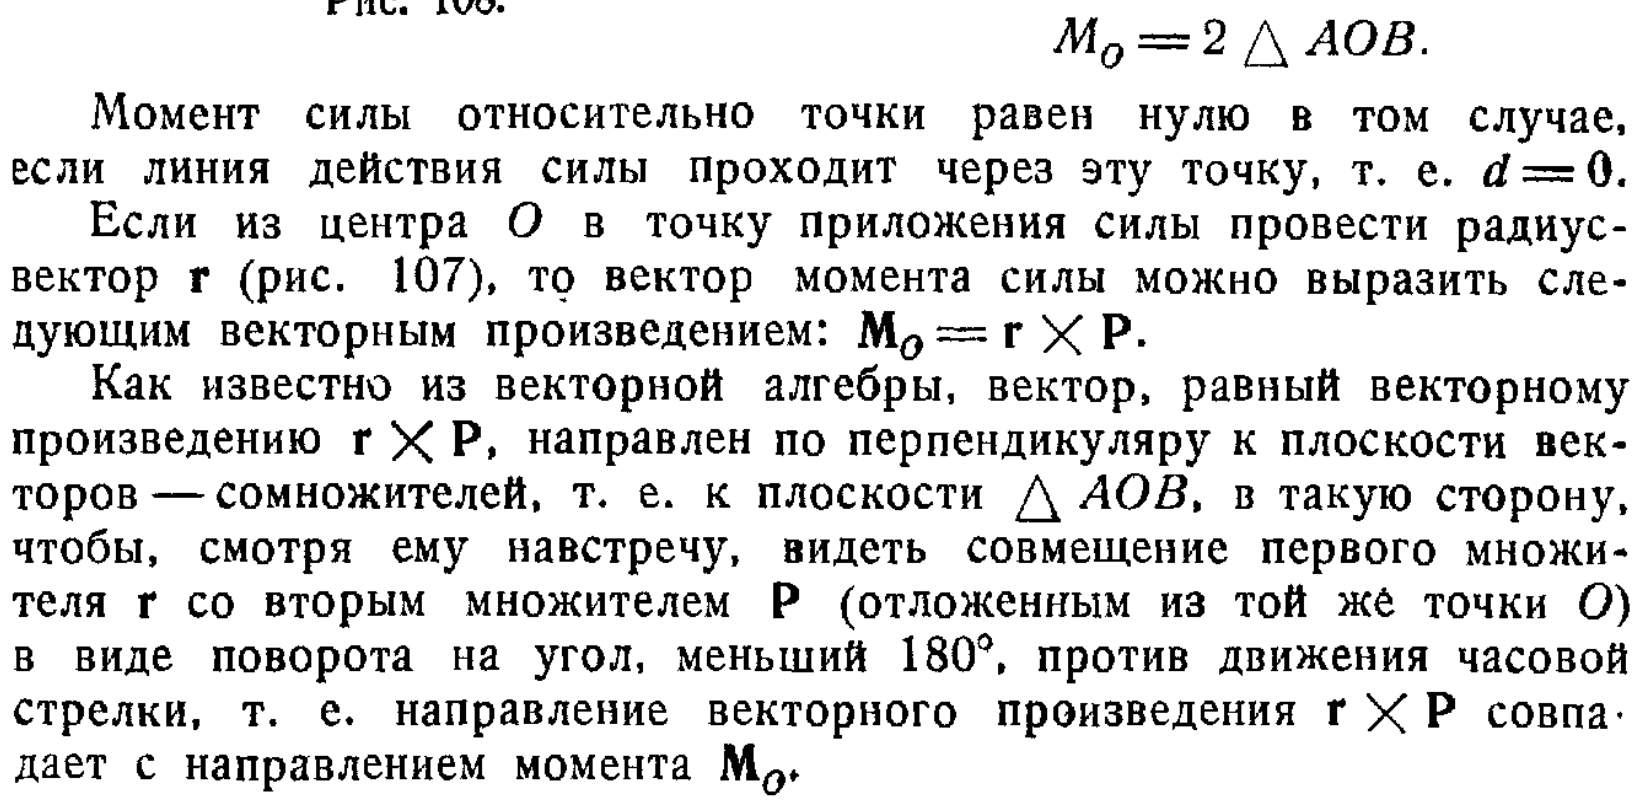 Рис. 106.
M_O = 2 △ AOB.
Момент силы относительно точки равен нулю в том случае,
если линия действия силы проходит через эту точку, т. е. d = 0.
Если из центра O в точку приложения силы провести радиус-
вектор r (рис. 107), то вектор момента силы можно выразить сле-
дующим векторным произведением: M_O = r × P.
Как известно из векторной алгебры, вектор, равный векторному
произведению r × P, направлен по перпендикуляру к плоскости век-
торов — сомножителей, т. е. к плоскости △ AOB, в такую сторону,
чтобы, смотря ему навстречу, видеть совмещение первого множи-
теля r со вторым множителем P (отложенным из той же точки O)
в виде поворота на угол, меньший 180°, против движения часовой
стрелки, т. е. направление векторного произведения r × P совпа-
дает с направлением момента M_O.